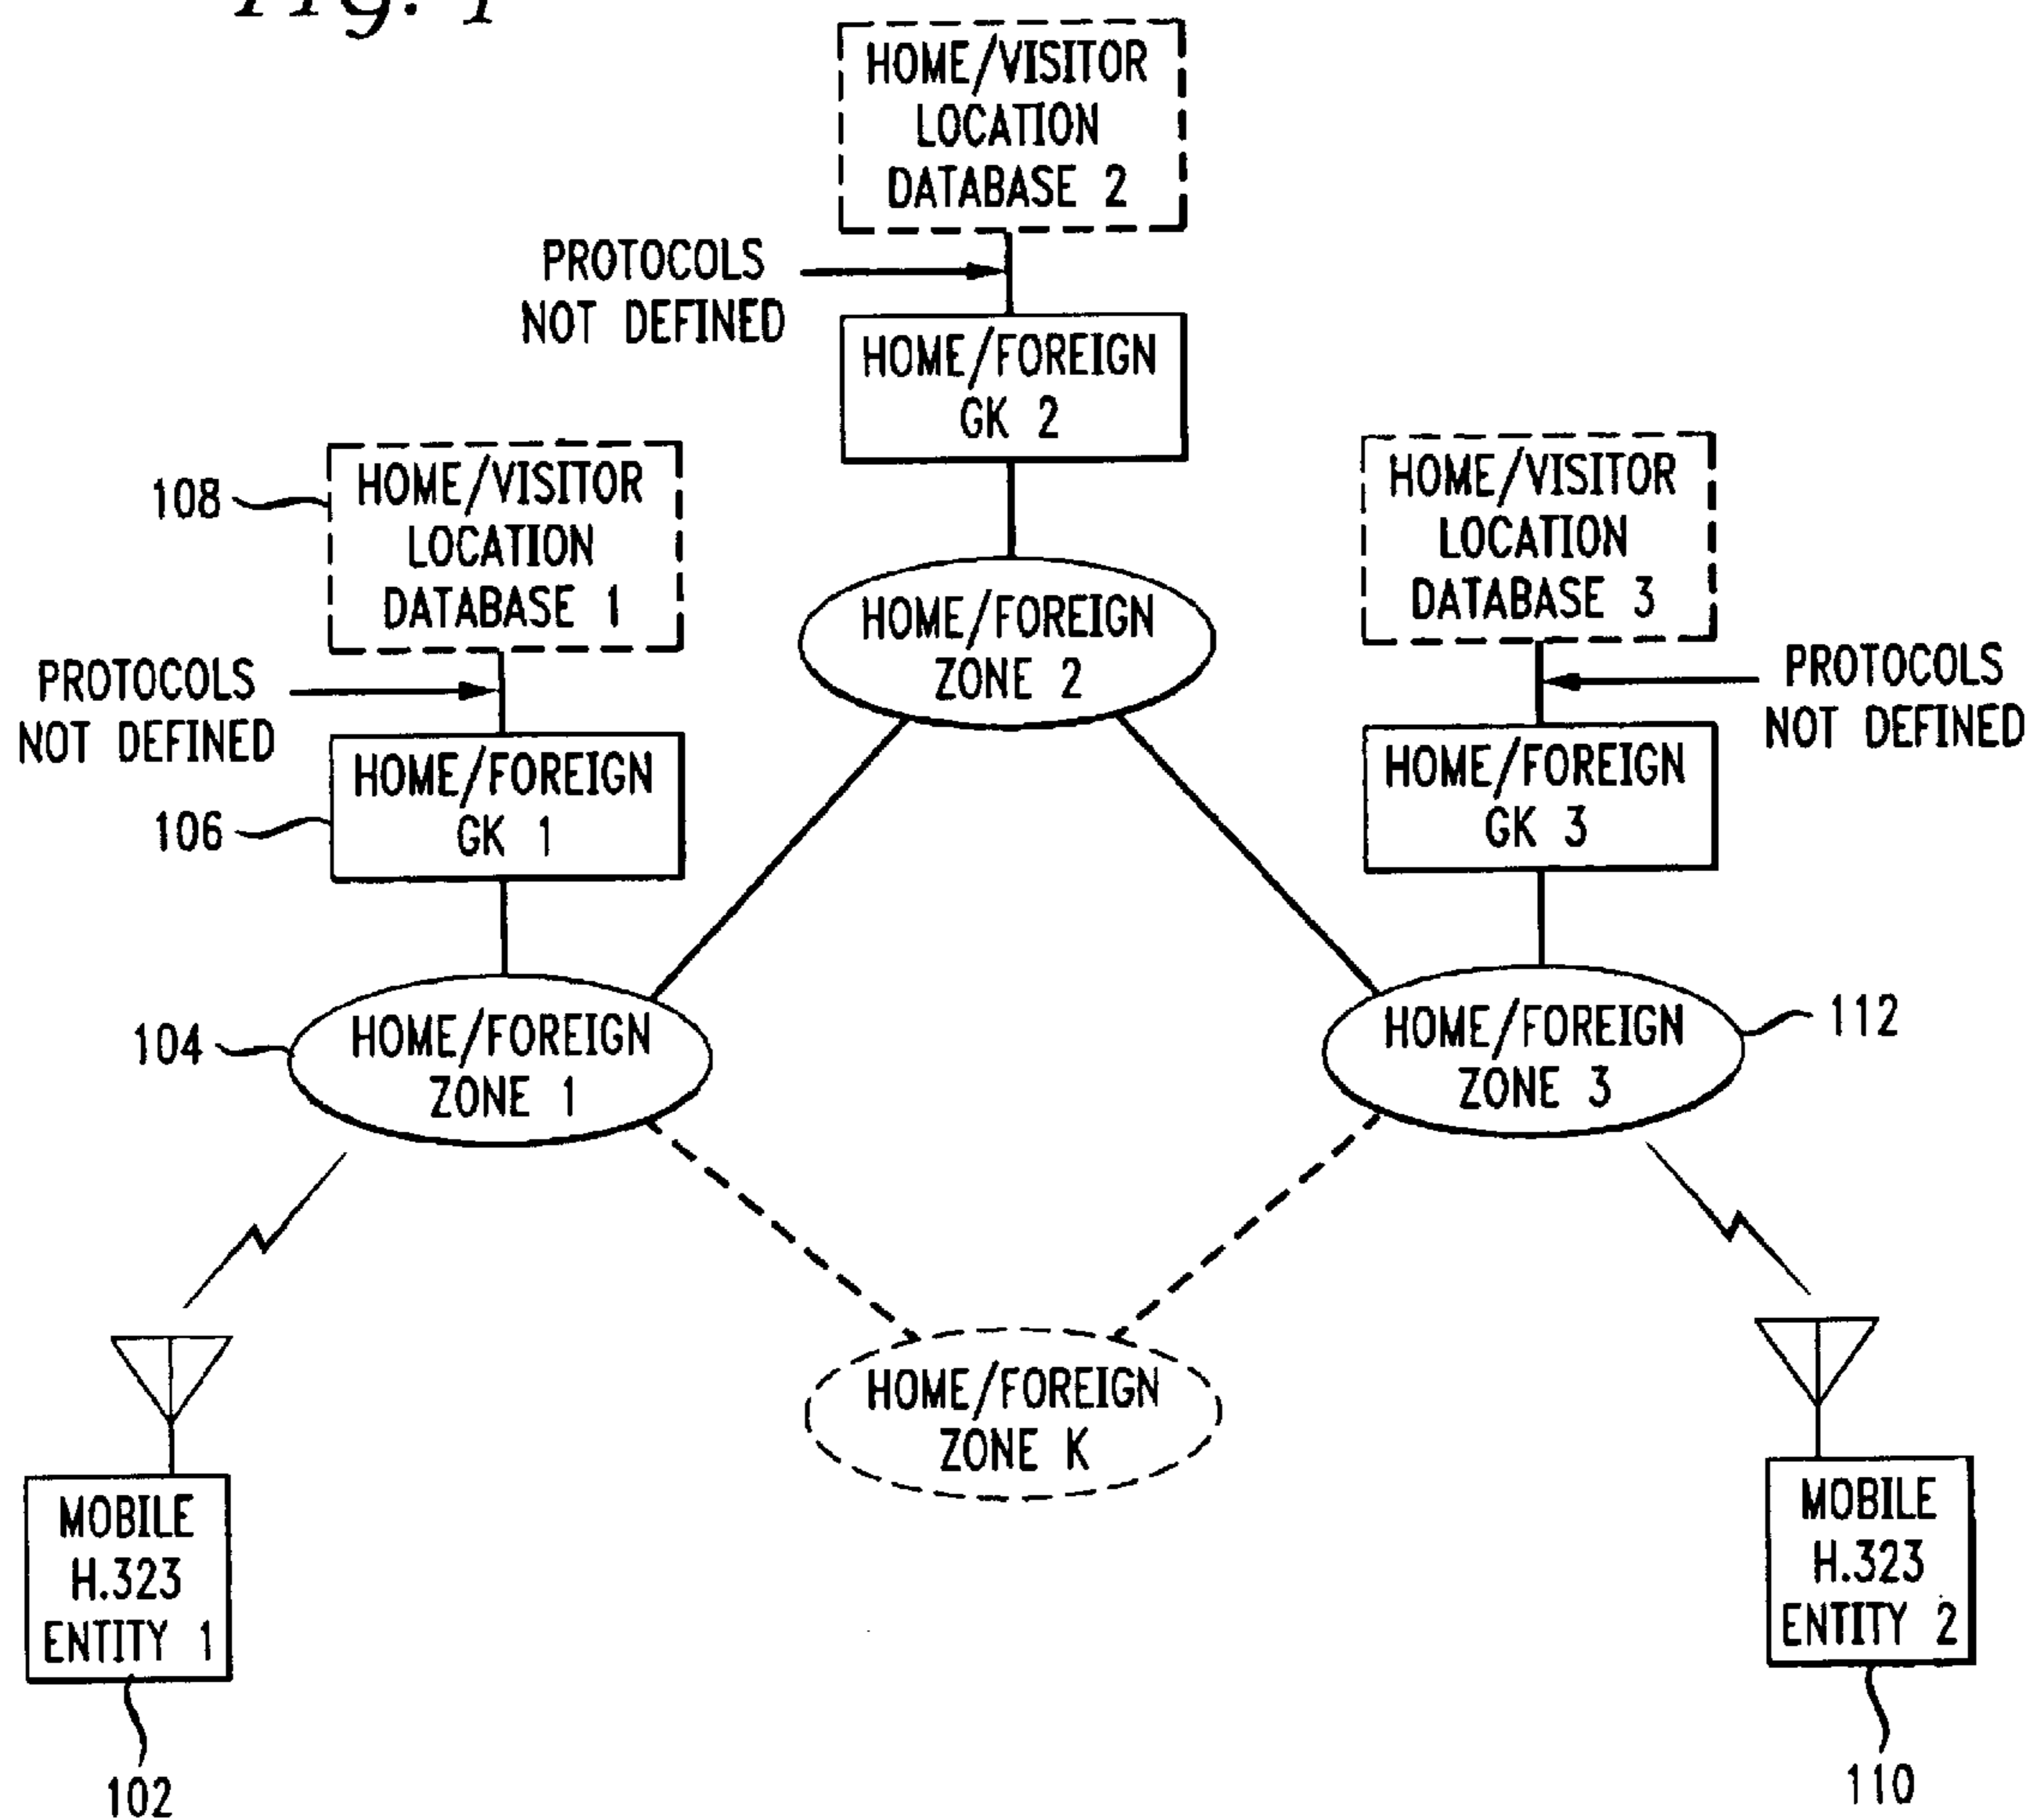 Fig. 1
HOME/VISITOR
LOCATION
DATABASE 2
PROTOCOLS
NOT DEFINED
HOME/FOREIGN
GK 2
108
HOME/VISITOR
LOCATION
DATABASE 1
HOME/VISITOR
LOCATION
DATABASE 3
HOME/FOREIGN
ZONE 2
PROTOCOLS
NOT DEFINED
PROTOCOLS
NOT DEFINED
HOME/FOREIGN
GK 1
106
HOME/FOREIGN
GK 3
104
HOME/FOREIGN
ZONE 1
HOME/FOREIGN
ZONE 3
112
HOME/FOREIGN
ZONE K
MOBILE
H.323
ENTITY 1
MOBILE
H.323
ENTITY 2
102
110